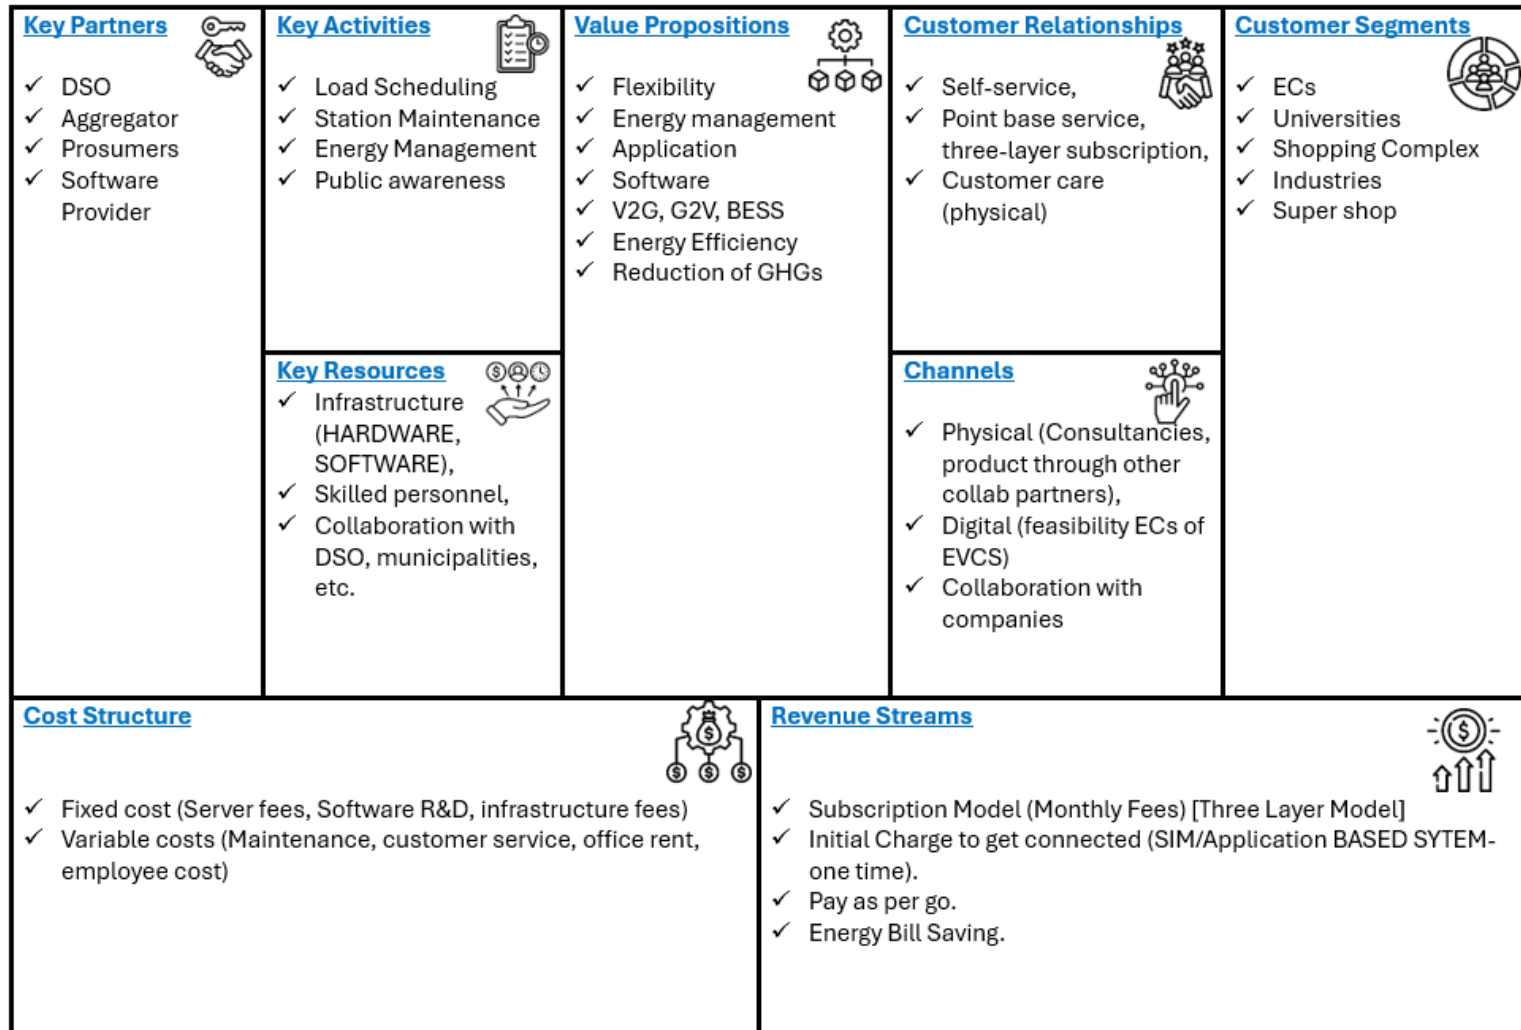 Key Partners
DSO
Aggregator
Prosumers
Software
Provider
Key Activities
Load Scheduling
Station Maintenance
Energy Management
Public awareness
Key Resources
Infrastructure
(HARDWARE,
SOFTWARE),
Skilled personnel,
Collaboration with
DSO, municipalities,
etc.
Value Propositions
Flexibility
Energy management
Application
Software
V2G, G2V, BESS
Energy Efficiency
Reduction of GHGs
Customer Relationships
Self-service,
Point base service,
three-layer subscription,
Customer care
(physical)
Channels
Physical (Consultancies,
product through other
collab partners),
Digital (feasibility ECs of
EVCS)
Collaboration with
companies
Customer Segments
ECs
Universities
Shopping Complex
Industries
Super shop
Cost Structure
Fixed cost (Server fees, Software R&D, infrastructure fees)
Variable costs (Maintenance, customer service, office rent,
employee cost)
Revenue Streams
Subscription Model (Monthly Fees) [Three Layer Model]
Initial Charge to get connected (SIM/Application BASED SYTEM-
one time).
Pay as per go.
Energy Bill Saving.